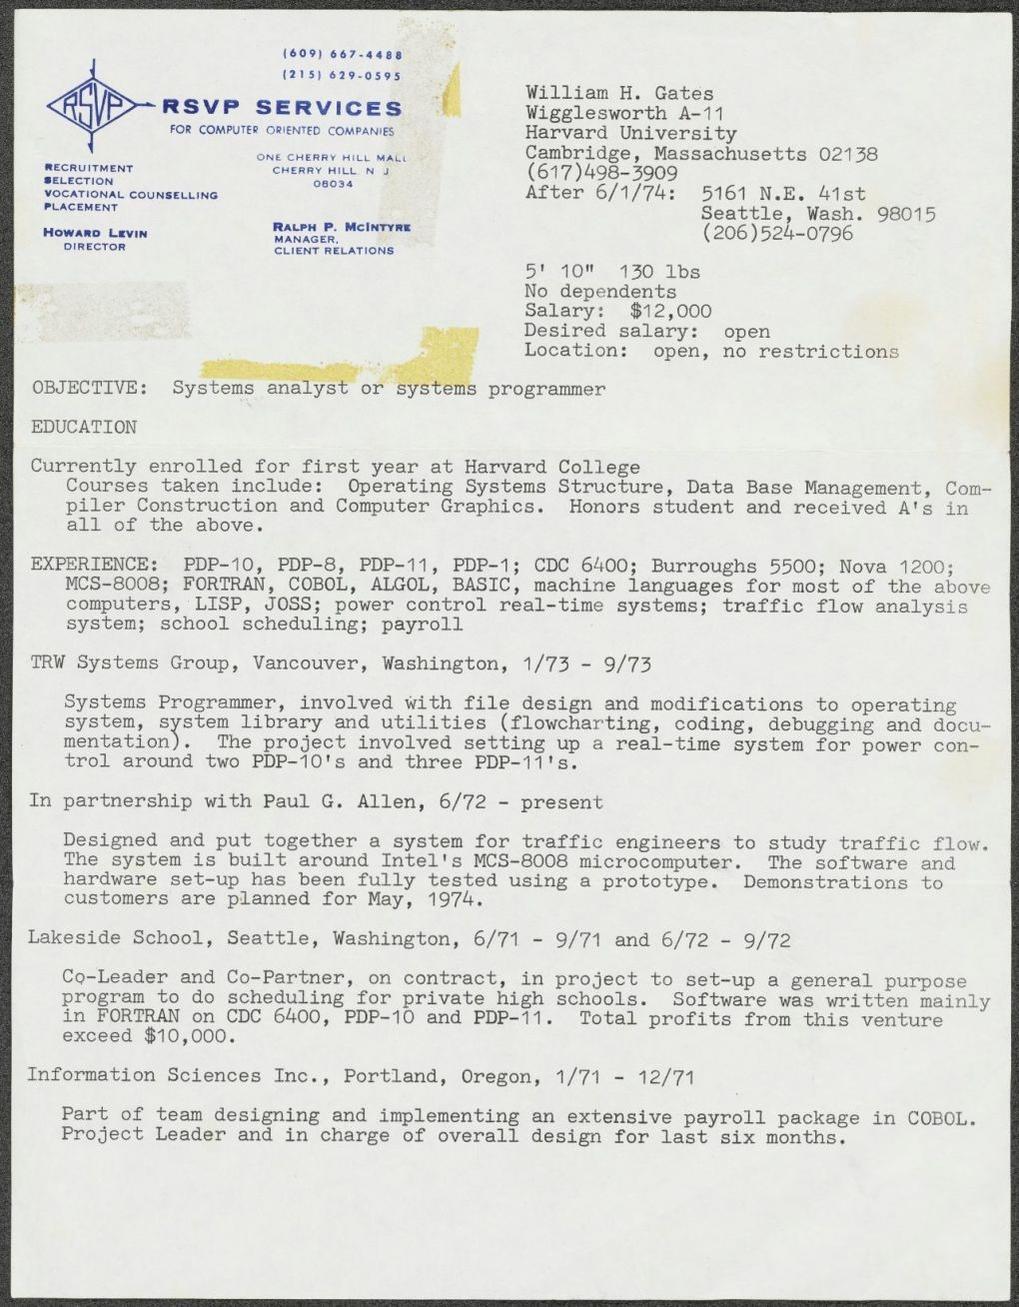 (609) 667-4488
(215) 629-0595
RSVP
RSVP SERVICES
FOR COMPUTER ORIENTED COMPANIES
ONE CHERRY HILL MALL
CHERRY HILL N J
08034
RECRUITMENT
SELECTION
VOCATIONAL COUNSELLING
PLACEMENT
HOWARD LEVIN
DIRECTOR
RALPH P. MCINTYRE
MANAGER,
CLIENT RELATIONS
William H. Gates
Wigglesworth A-11
Harvard University
Cambridge, Massachusetts 02138
(617)498-3909
After 6/1/74: 5161 N.E. 41st
Seattle, Wash. 98015
(206)524-0796
5' 10" 130 lbs
No dependents
Salary: $12,000
Desired salary: open
Location: open, no restrictions
OBJECTIVE: Systems analyst or systems programmer
EDUCATION
Currently enrolled for first year at Harvard College
Courses taken include: Operating Systems Structure, Data Base Management, Com-
piler Construction and Computer Graphics. Honors student and received A's in
all of the above.
EXPERIENCE: PDP-10, PDP-8, PDP-11, PDP-1; CDC 6400; Burroughs 5500; Nova 1200;
MCS-8008; FORTRAN, COBOL, ALGOL, BASIC, machine languages for most of the above
computers, LISP, JOSS; power control real-time systems; traffic flow analysis
system; school scheduling; payroll
TRW Systems Group, Vancouver, Washington, 1/73 - 9/73
Systems Programmer, involved with file design and modifications to operating
system, system library and utilities (flowcharting, coding, debugging and docu-
mentation). The project involved setting up a real-time system for power con-
trol around two PDP-10's and three PDP-11's.
In partnership with Paul G. Allen, 6/72 - present
Designed and put together a system for traffic engineers to study traffic flow.
The system is built around Intel's MCS-8008 microcomputer. The software and
hardware set-up has been fully tested using a prototype. Demonstrations to
customers are planned for May, 1974.
Lakeside School, Seattle, Washington, 6/71 - 9/71 and 6/72 - 9/72
Co-Leader and Co-Partner, on contract, in project to set-up a general purpose
program to do scheduling for private high schools. Software was written mainly
in FORTRAN on CDC 6400, PDP-10 and PDP-11. Total profits from this venture
exceed $10,000.
Information Sciences Inc., Portland, Oregon, 1/71 - 12/71
Part of team designing and implementing an extensive payroll package in COBOL.
Project Leader and in charge of overall design for last six months.